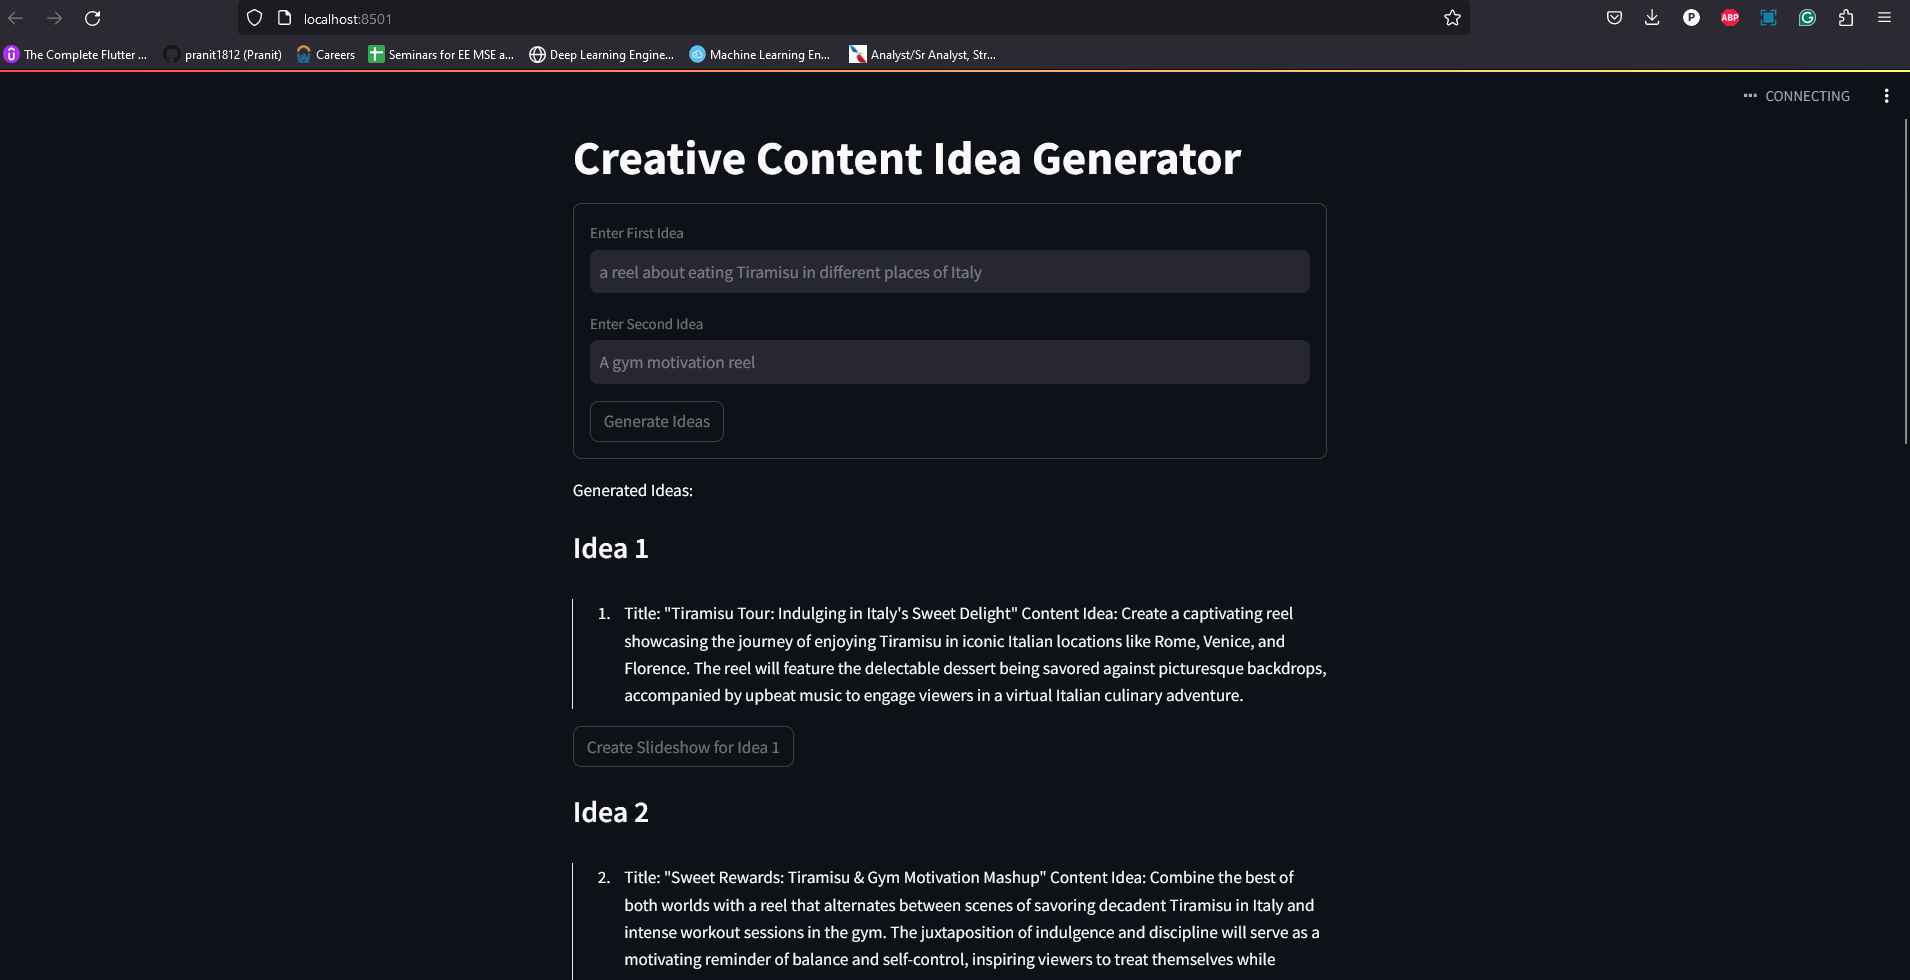 localhost:8501
ABP
The Complete Flutter ...
pranit1812 (Pranit)
Careers
Seminars for EE MSE a...
Deep Learning Engine...
Machine Learning En...
Analyst/Sr Analyst, Str...
CONNECTING
Creative Content Idea Generator
Enter First Idea
a reel about eating Tiramisu in different places of Italy
Enter Second Idea
A gym motivation reel
Generate Ideas
Generated Ideas:
Idea 1
1. Title: "Tiramisu Tour: Indulging in Italy's Sweet Delight" Content Idea: Create a captivating reel
showcasing the journey of enjoying Tiramisu in iconic Italian locations like Rome, Venice, and
Florence. The reel will feature the delectable dessert being savored against picturesque backdrops,
accompanied by upbeat music to engage viewers in a virtual Italian culinary adventure.
Create Slideshow for Idea 1
Idea 2
2. Title: "Sweet Rewards: Tiramisu & Gym Motivation Mashup" Content Idea: Combine the best of
both worlds with a reel that alternates between scenes of savoring decadent Tiramisu in Italy and
intense workout sessions in the gym. The juxtaposition of indulgence and discipline will serve as a
motivating reminder of balance and self-control, inspiring viewers to treat themselves while